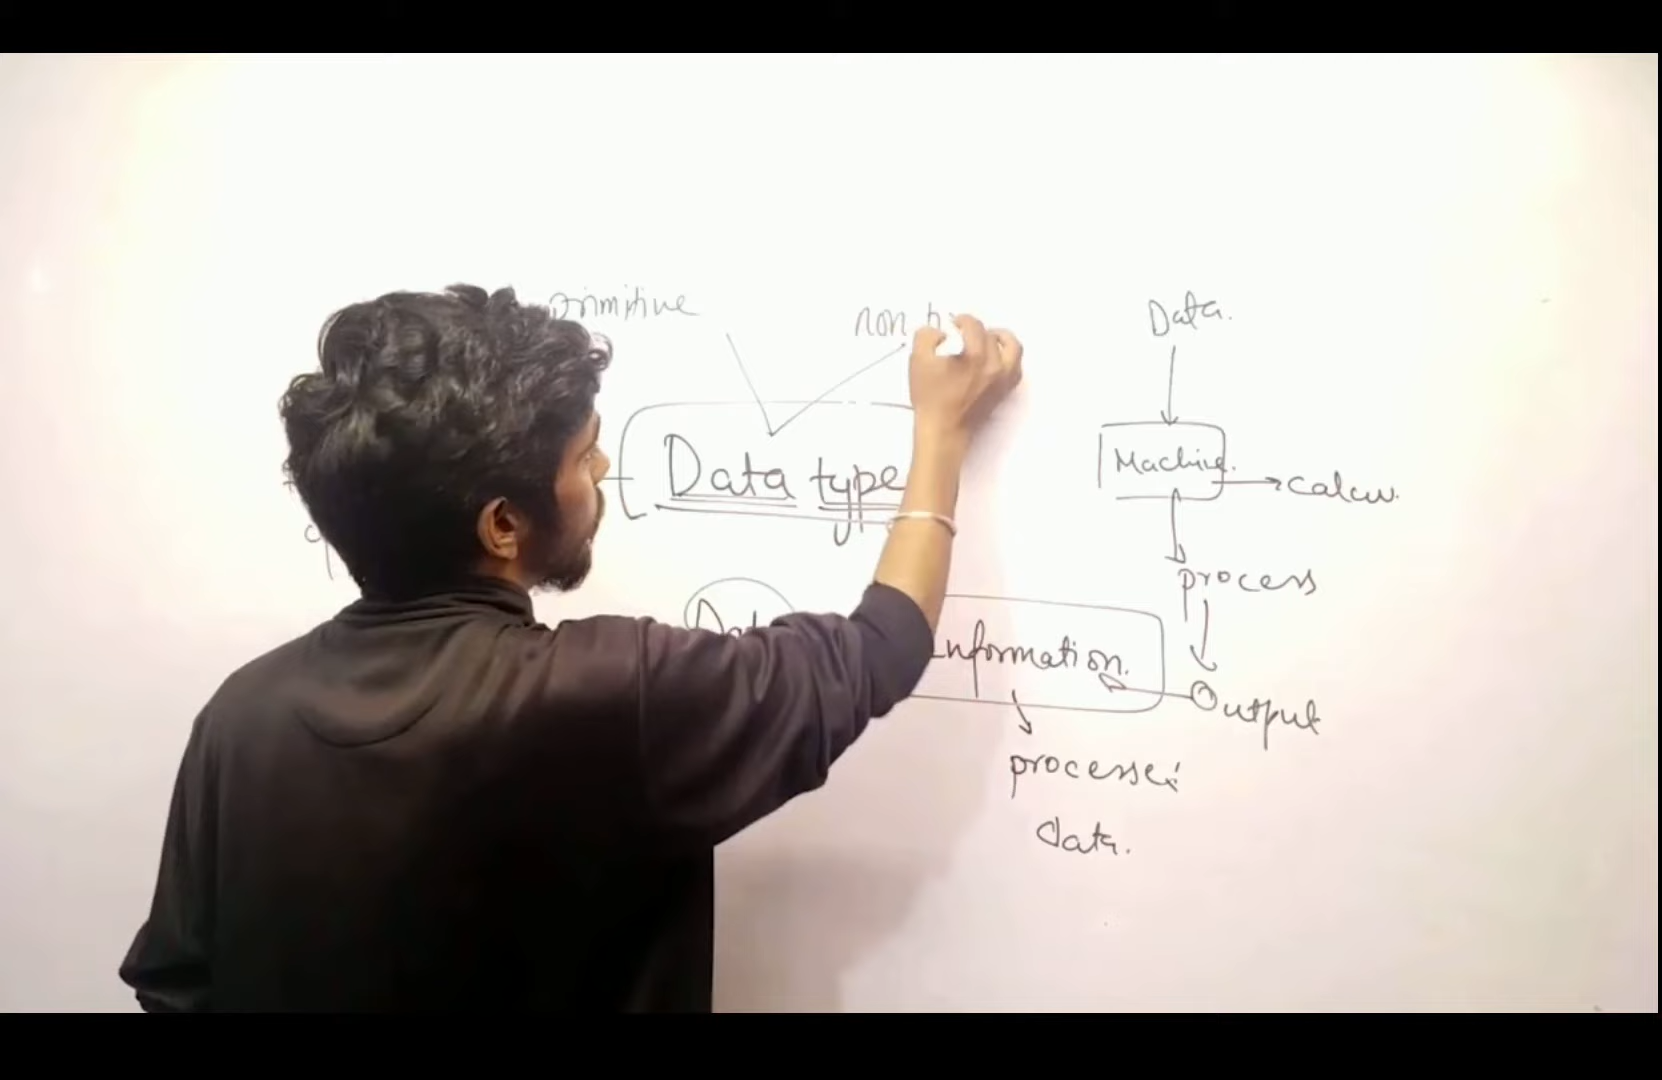 primitive
non
Data.
Data type
Machine.
calcu.
process
Information.
Output
processed
data.